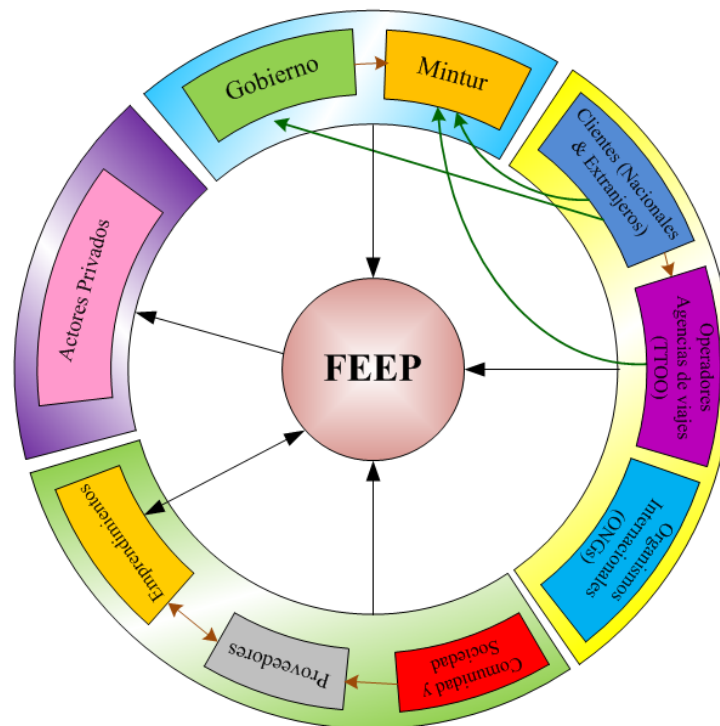 Gobierno
Mintur
Clientes (Nacionales
& Extranjeros)
Operadores
Agencias de viajes
(TTOO)
Organismos
Internacionales
(ONGs)
Comunidad y
Sociedad
Proveedores
Emprendimientos
Actores Privados
FEEP